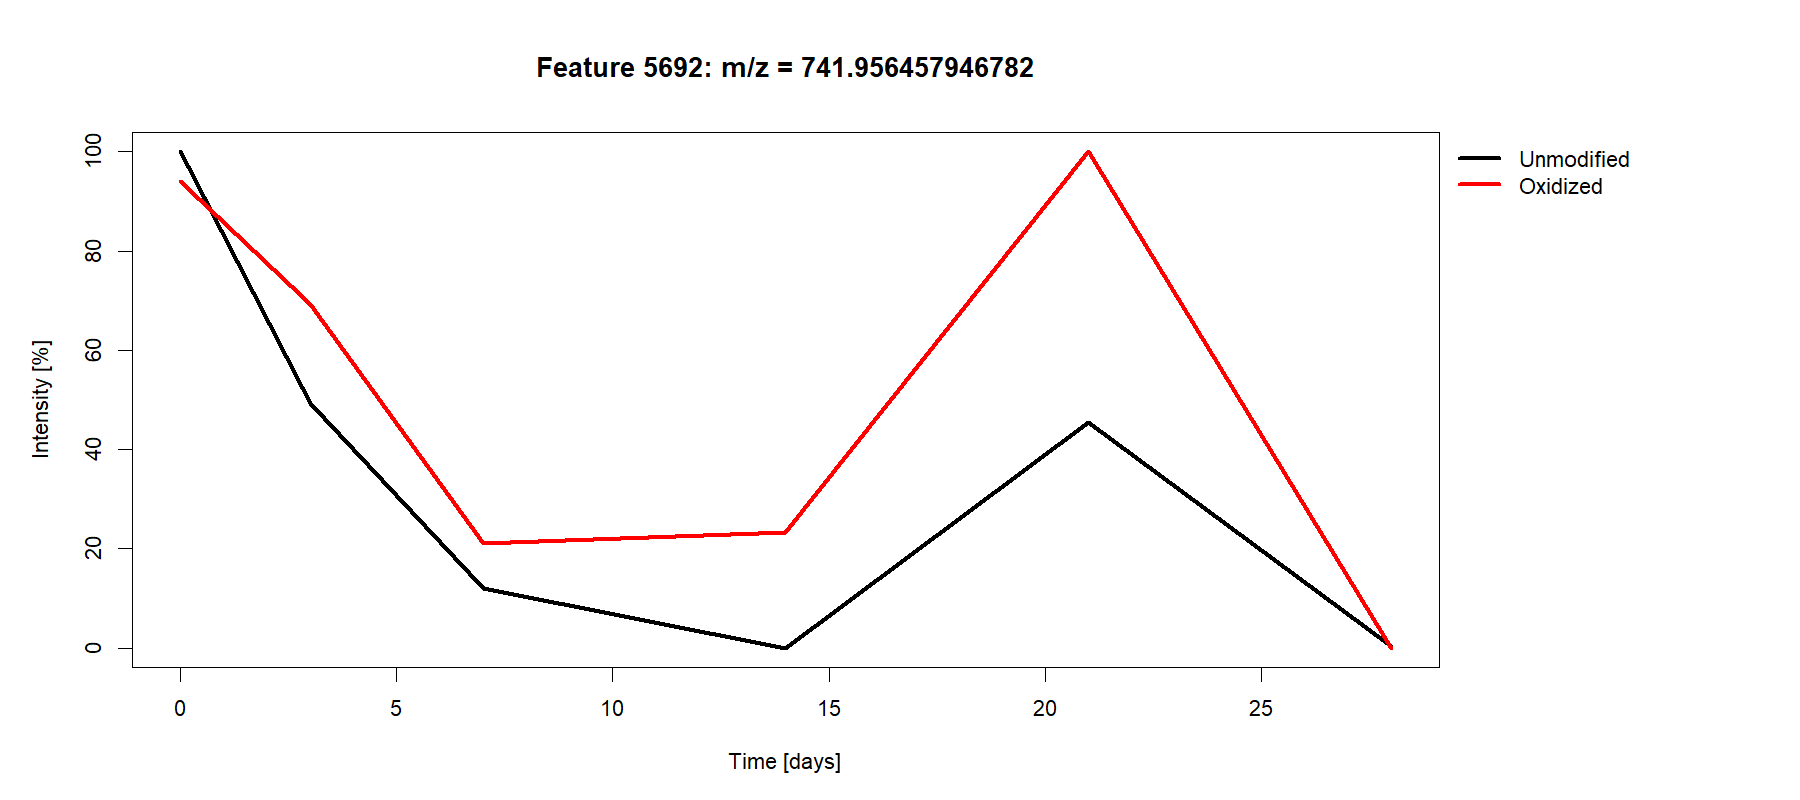 Feature 5692: m/z = 741.956457946782
Unmodified
Oxidized
Intensity [%]
100
80
60
40
20
0
0 5 10 15 20 25
Time [days]